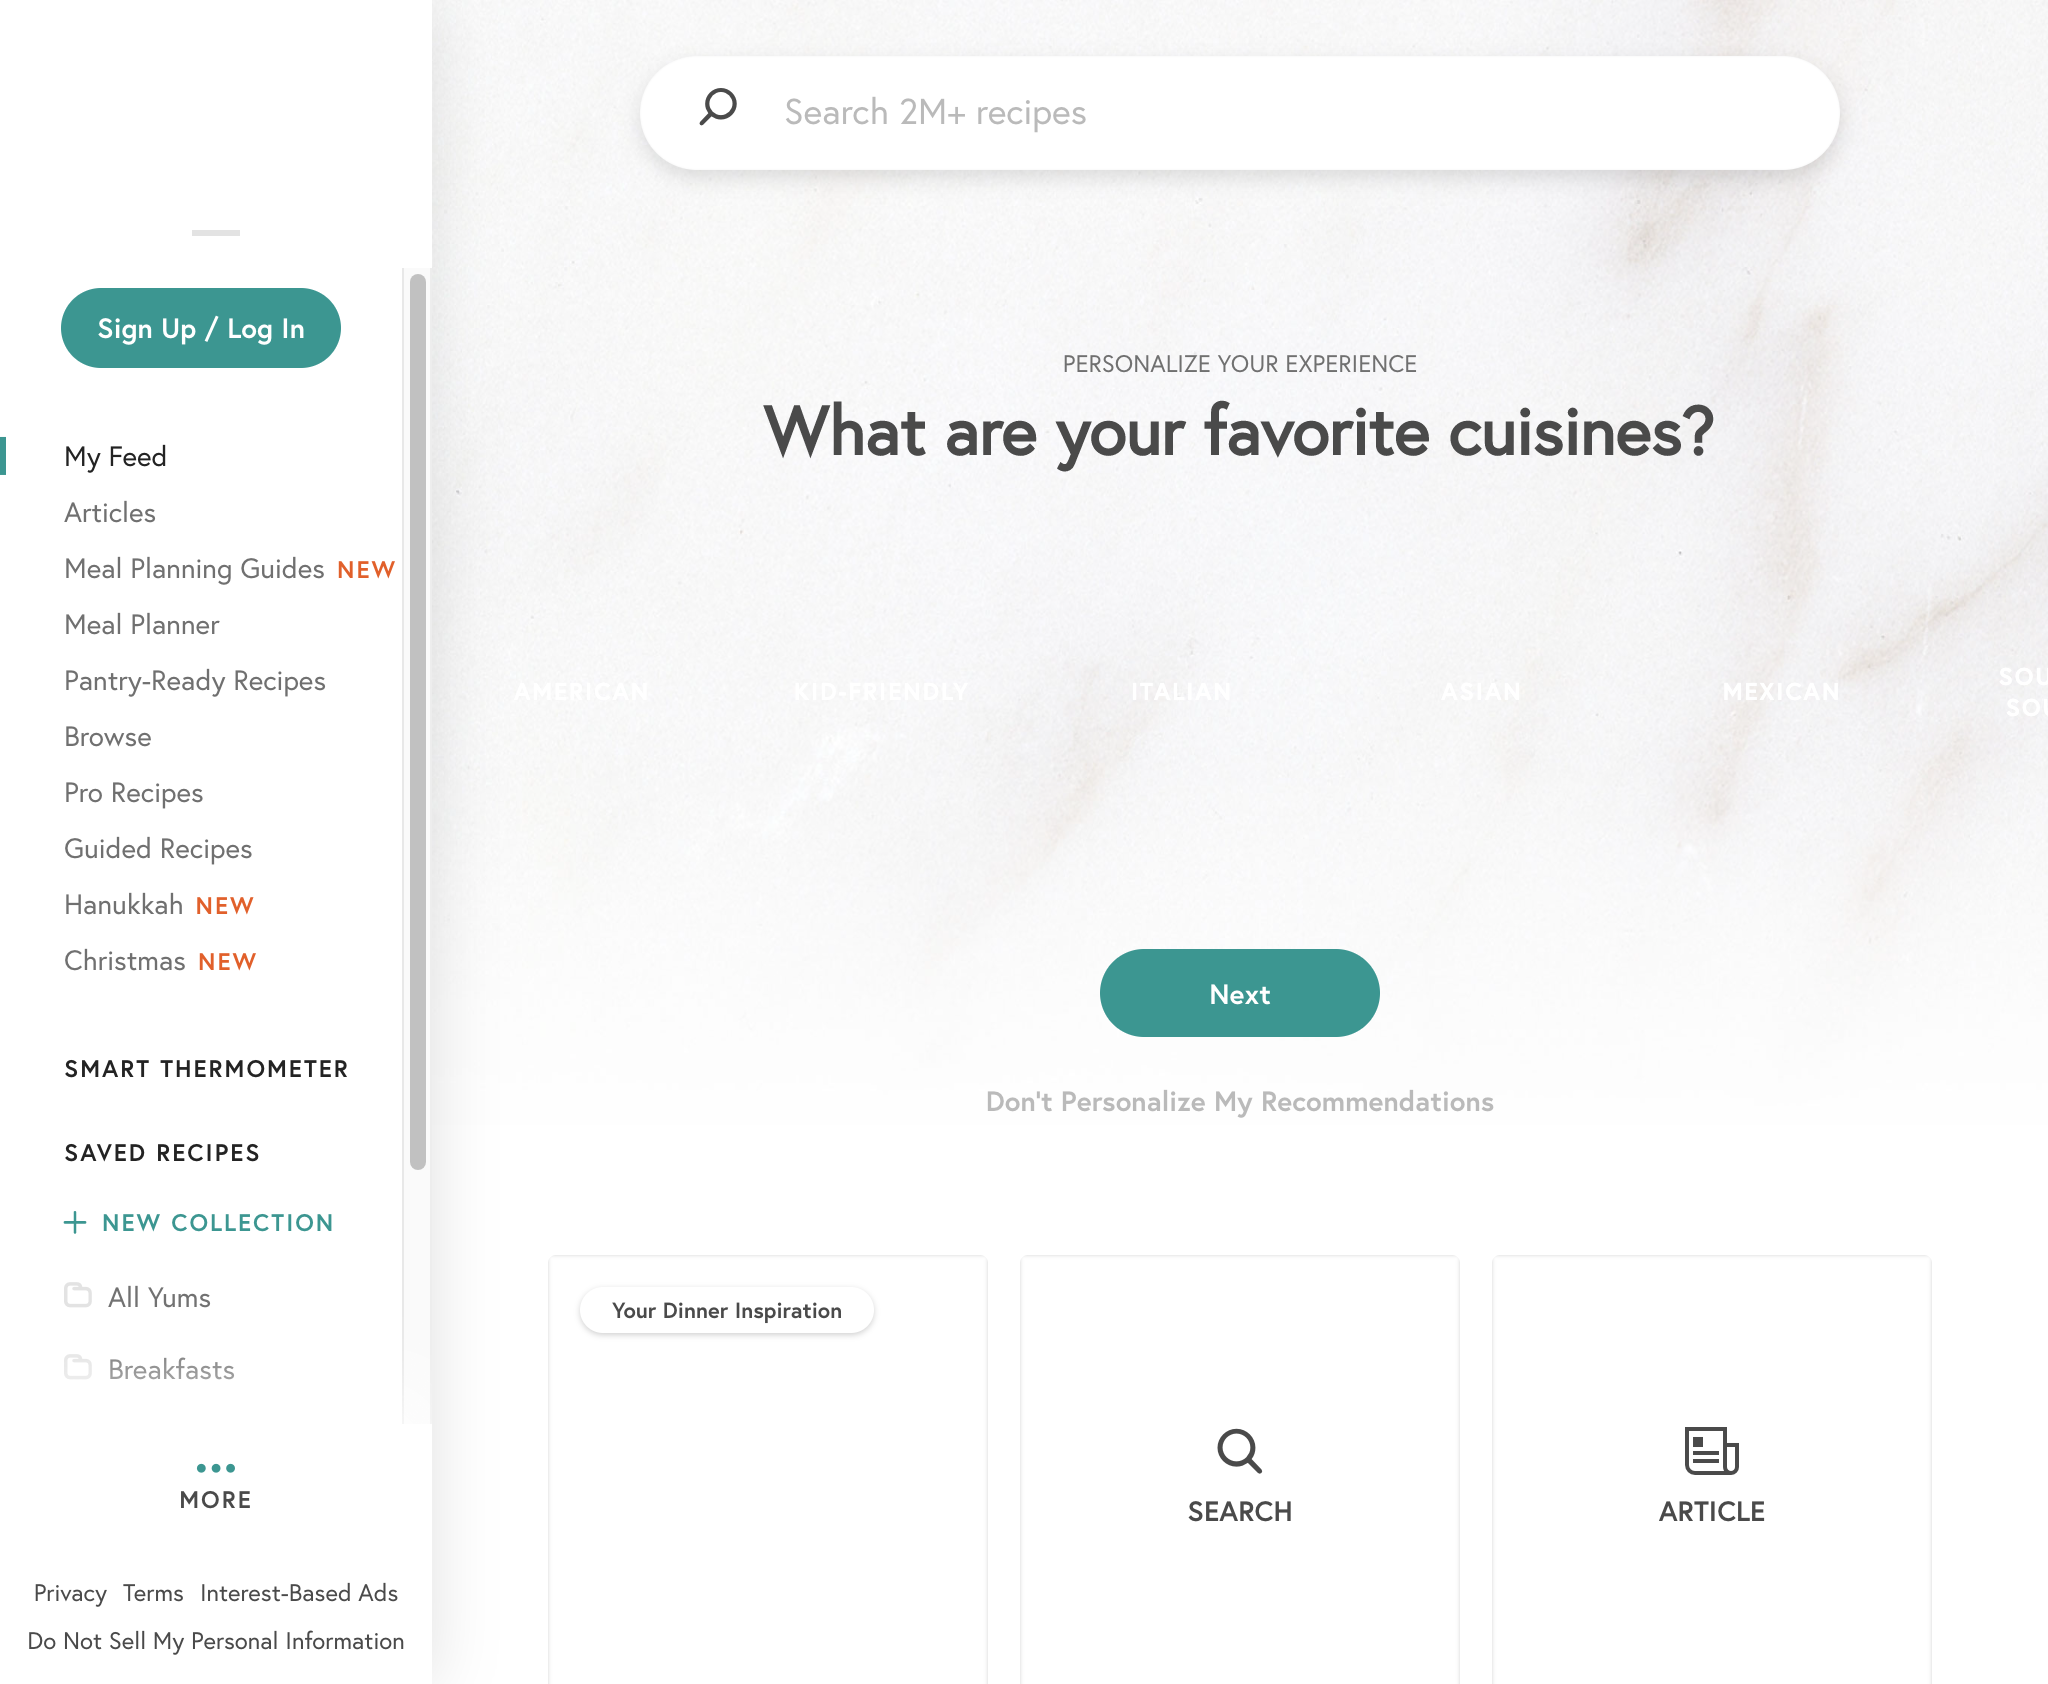 Search 2M+ recipes
Sign Up / Log In
My Feed
Articles
Meal Planning Guides NEW
Meal Planner
Pantry-Ready Recipes
Browse
Pro Recipes
Guided Recipes
Hanukkah NEW
Christmas NEW
SMART THERMOMETER
SAVED RECIPES
+ NEW COLLECTION
All Yums
Breakfasts
MORE
Privacy Terms Interest-Based Ads
Do Not Sell My Personal Information
PERSONALIZE YOUR EXPERIENCE
What are your favorite cuisines?
AMERICAN KID-FRIENDLY ITALIAN ASIAN MEXICAN
Next
Don't Personalize My Recommendations
Your Dinner Inspiration
SEARCH
ARTICLE